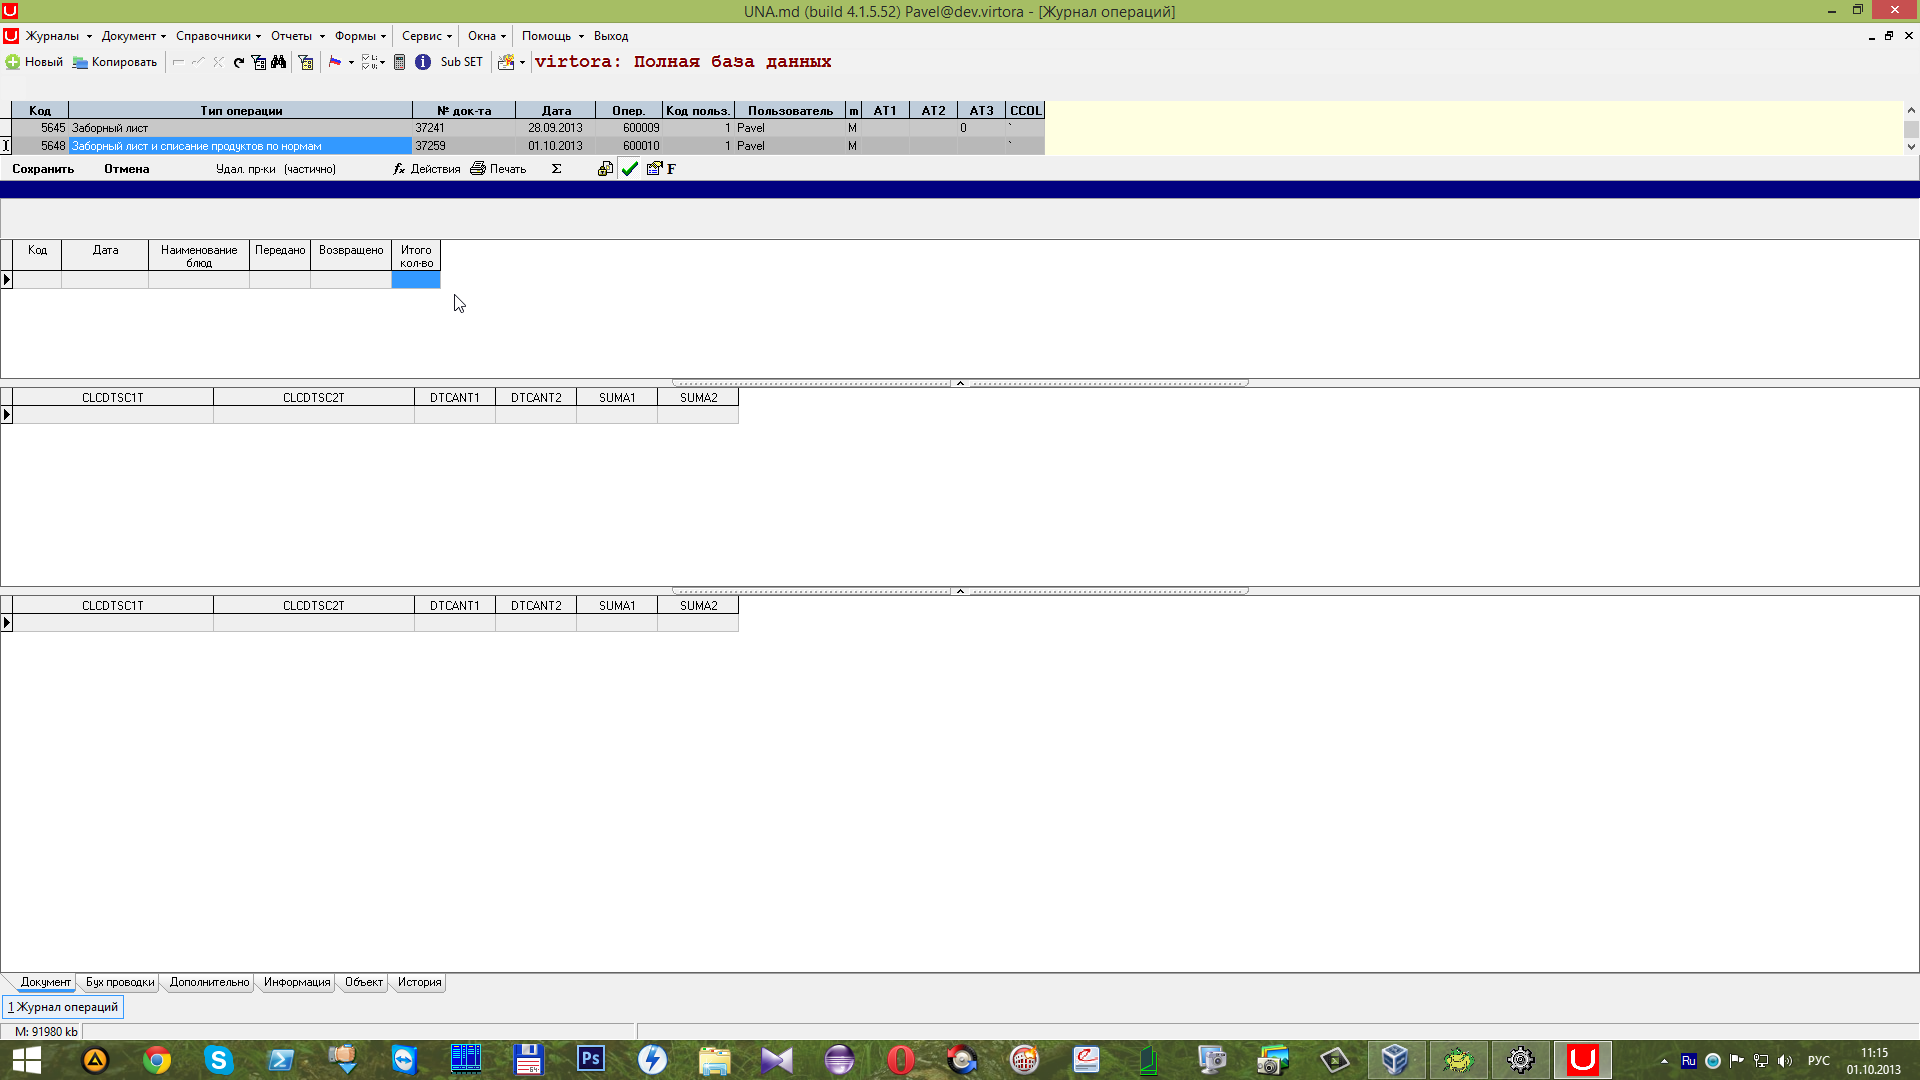 UNA.md (build 4.1.5.52) Pavel@dev.virtora - [Журнал операций]
Журналы Документ Справочники Отчеты Формы Сервис Окна Помощь Выход
Новый Копировать Sub SET virtora: Полная база данных
Код Тип операции № док-та Дата Опер. Код польз. Пользователь m AT1 AT2 AT3 CCOL
5645 Заборный лист 37241 28.09.2013 600009 1 Pavel M 0 `
5648 Заборный лист и списание продуктов по нормам 37259 01.10.2013 600010 1 Pavel M `
Сохранить Отмена Удал. пр-ки (частично) fx Действия Печать Σ F
Код Дата Наименование блюд Передано Возвращено Итого кол-во
CLCDTSC1T CLCDTSC2T DTCANT1 DTCANT2 SUMA1 SUMA2
CLCDTSC1T CLCDTSC2T DTCANT1 DTCANT2 SUMA1 SUMA2
Документ Бух проводки Дополнительно Информация Объект История
1 Журнал операций
M: 91980 kb
Ps Ru РУС 11:15
01.10.2013